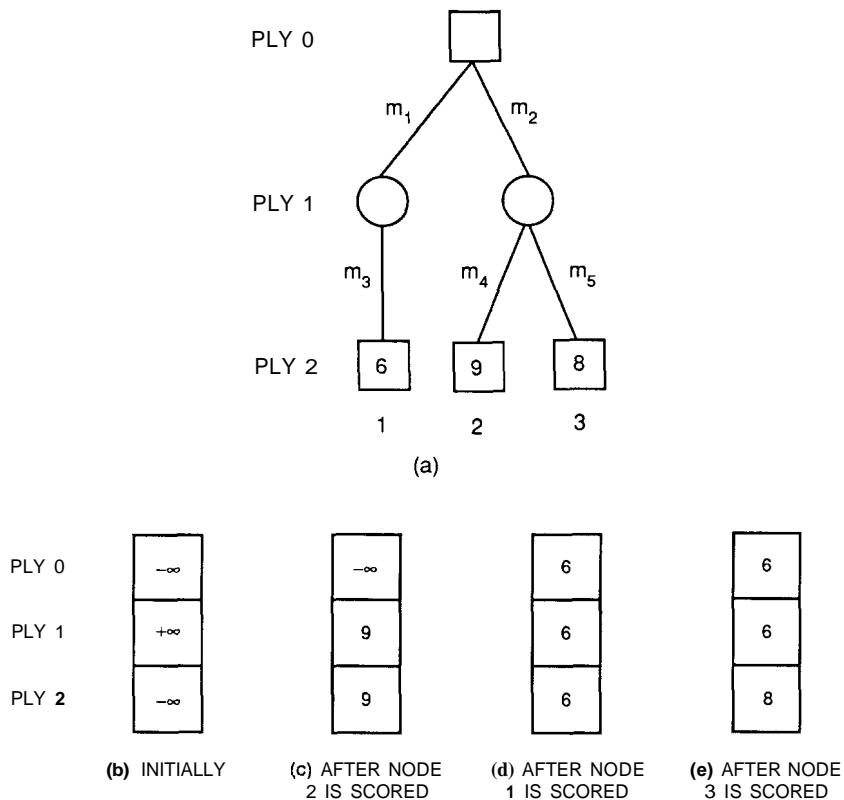 PLY 0
m1 m2
PLY 1
m3 m4 m5
PLY 2 6 9 8
1 2 3
(a)
PLY 0 −∞ −∞ 6 6
PLY 1 +∞ 9 6 6
PLY 2 −∞ 9 6 8
(b) INITIALLY (c) AFTER NODE (d) AFTER NODE (e) AFTER NODE
2 IS SCORED 1 IS SCORED 3 IS SCORED